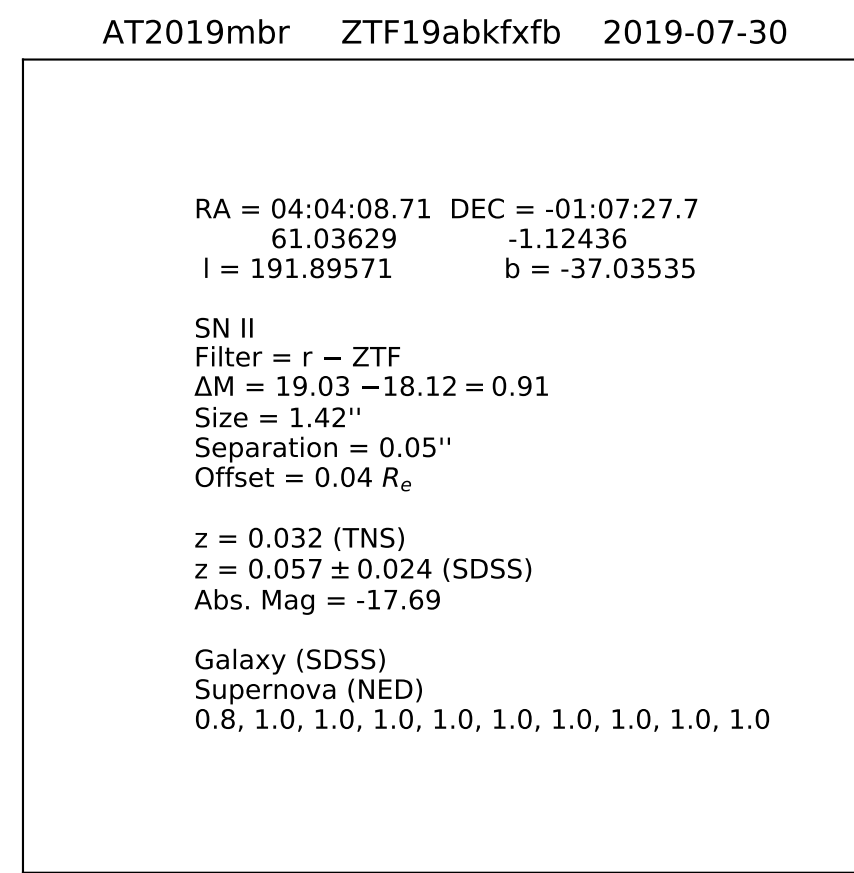 AT2019mbr ZTF19abkfxfb 2019-07-30
RA = 04:04:08.71 DEC = -01:07:27.7
61.03629 -1.12436
l = 191.89571 b = -37.03535
SN II
Filter = r − ZTF
ΔM = 19.03 −18.12 = 0.91
Size = 1.42''
Separation = 0.05''
Offset = 0.04 Rₑ
z = 0.032 (TNS)
z = 0.057 ± 0.024 (SDSS)
Abs. Mag = -17.69
Galaxy (SDSS)
Supernova (NED)
0.8, 1.0, 1.0, 1.0, 1.0, 1.0, 1.0, 1.0, 1.0, 1.0